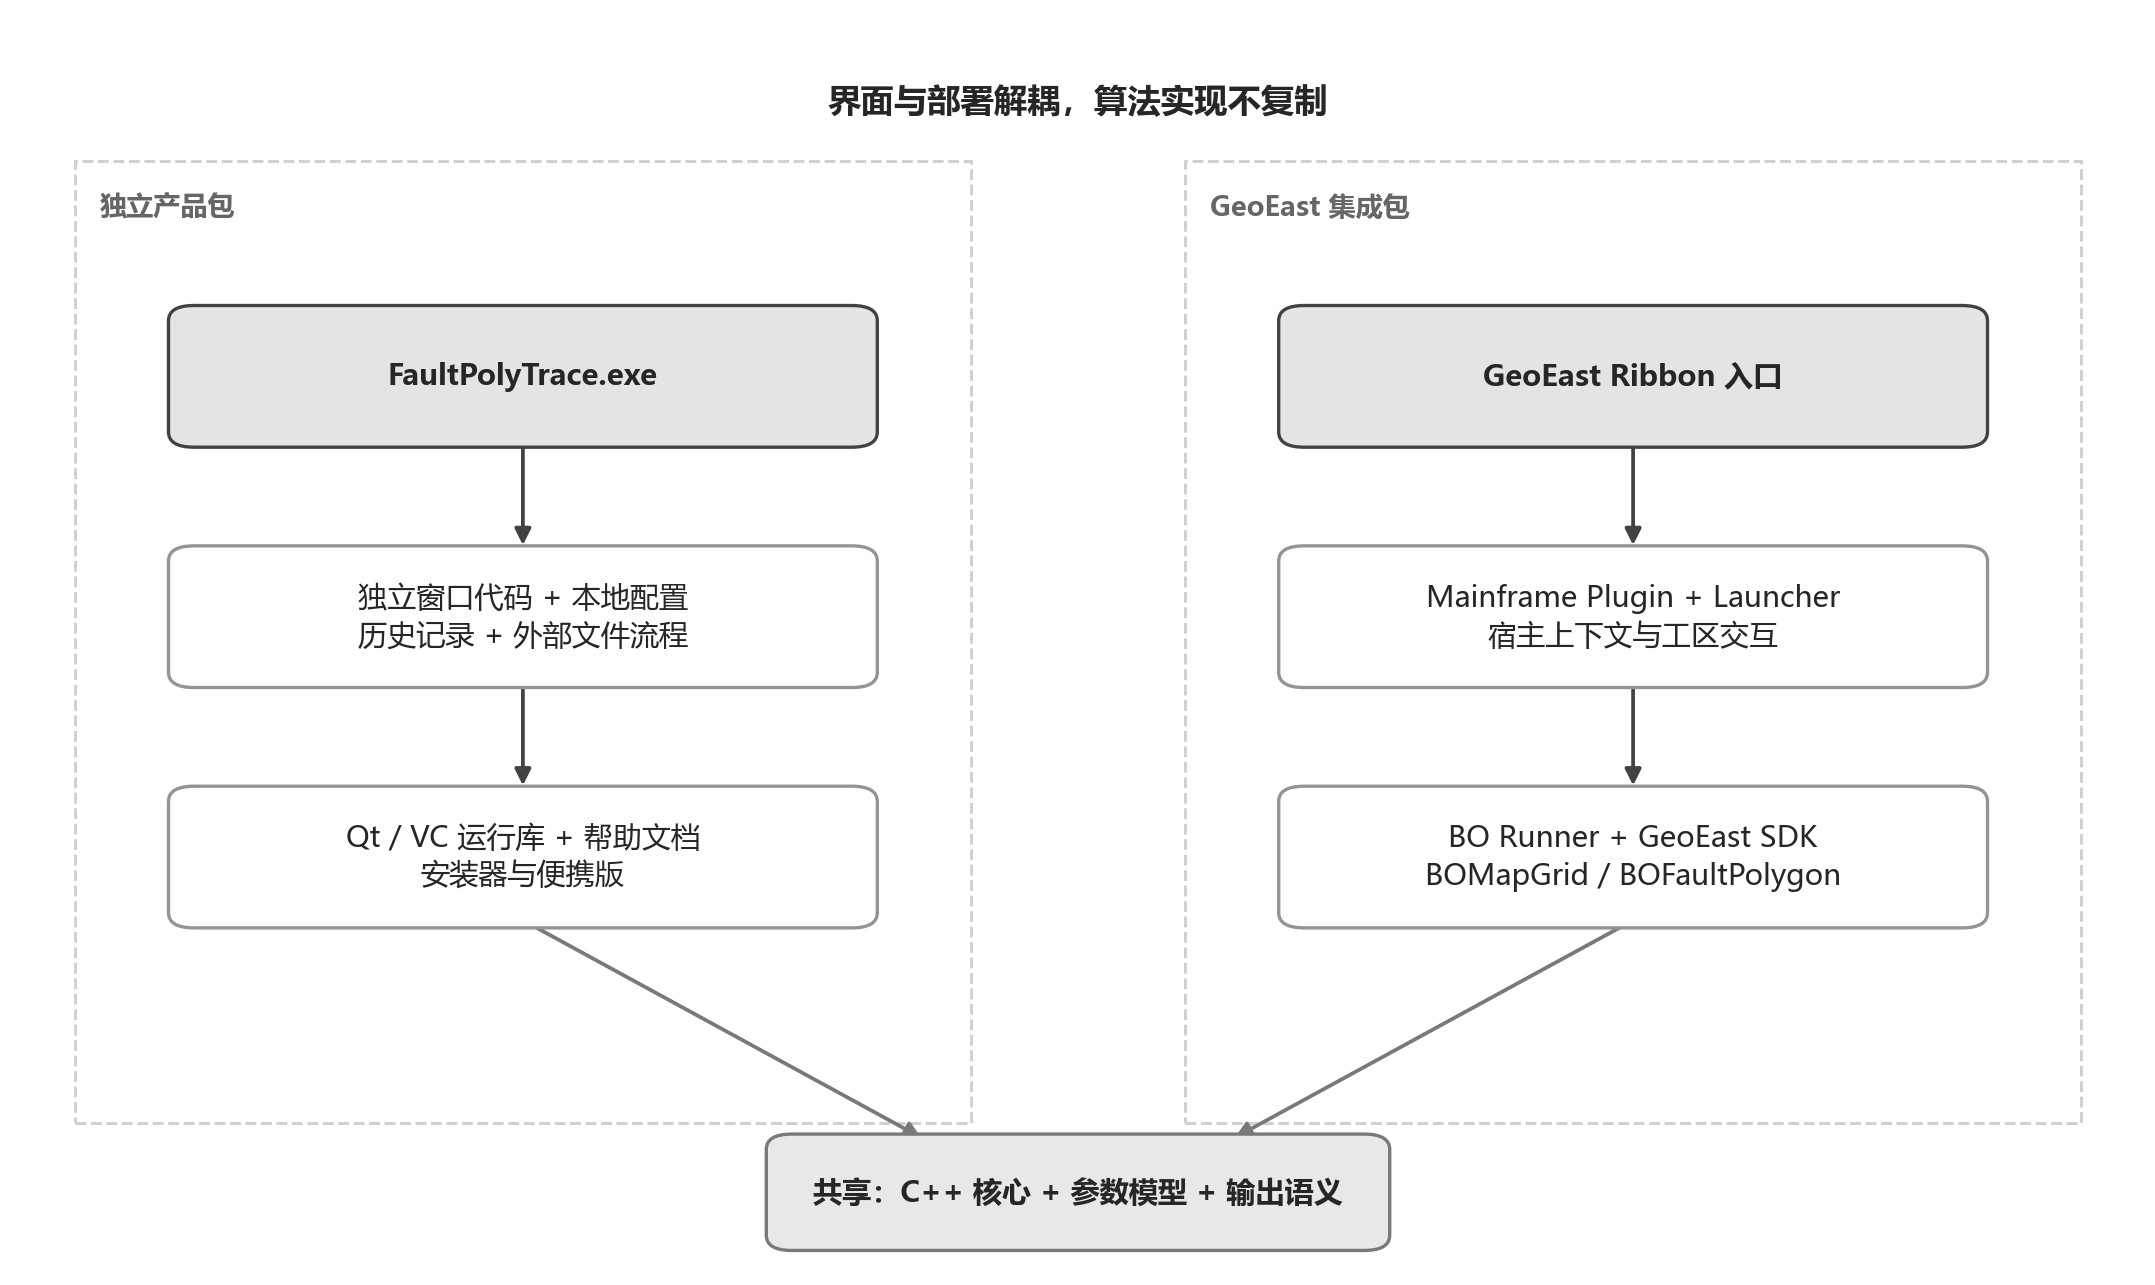 界面与部署解耦，算法实现不复制
独立产品包
FaultPolyTrace.exe
独立窗口代码 + 本地配置
历史记录 + 外部文件流程
Qt / VC 运行库 + 帮助文档
安装器与便携版
GeoEast 集成包
GeoEast Ribbon 入口
Mainframe Plugin + Launcher
宿主上下文与工区交互
BO Runner + GeoEast SDK
BOMapGrid / BOFaultPolygon
共享：C++ 核心 + 参数模型 + 输出语义